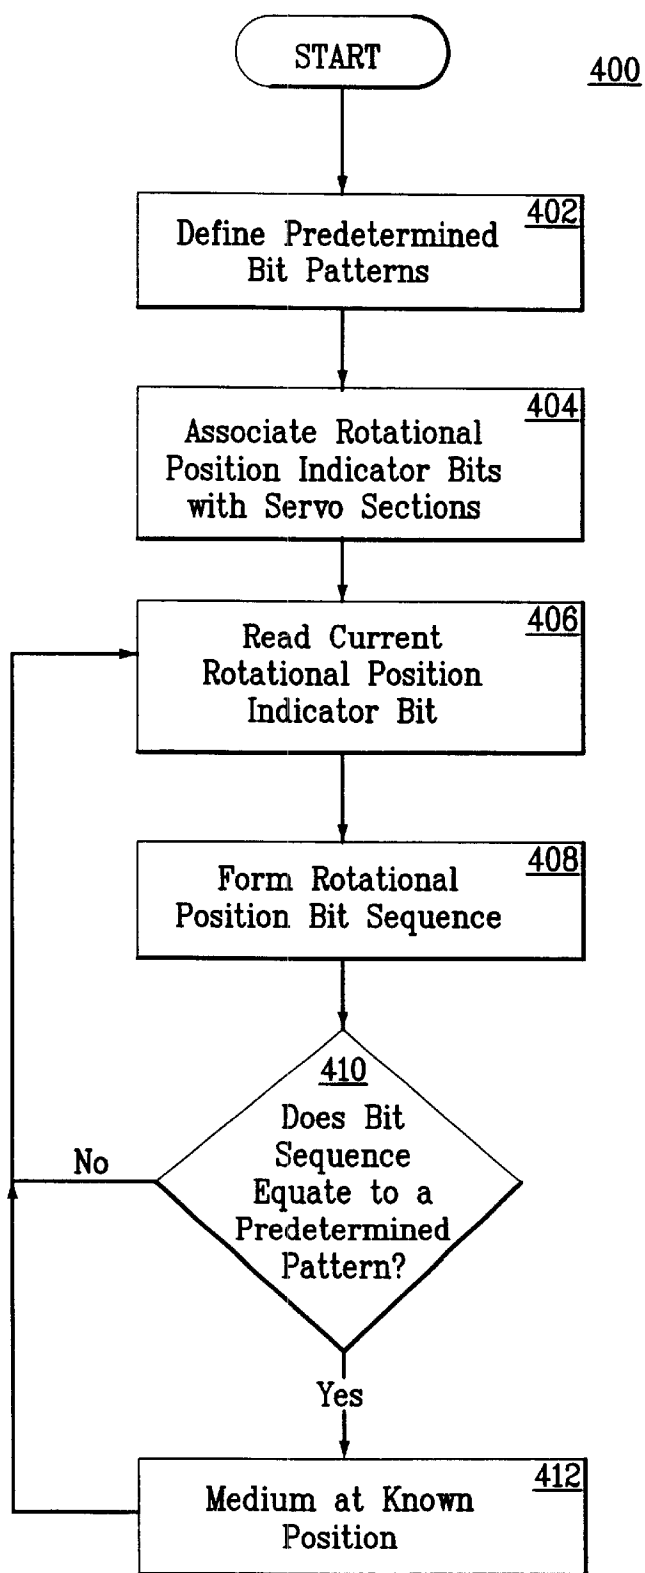 START
400
402
Define Predetermined
Bit Patterns
404
Associate Rotational
Position Indicator Bits
with Servo Sections
406
Read Current
Rotational Position
Indicator Bit
408
Form Rotational
Position Bit Sequence
410
Does Bit
Sequence
Equate to a
Predetermined
Pattern?
No
Yes
412
Medium at Known
Position